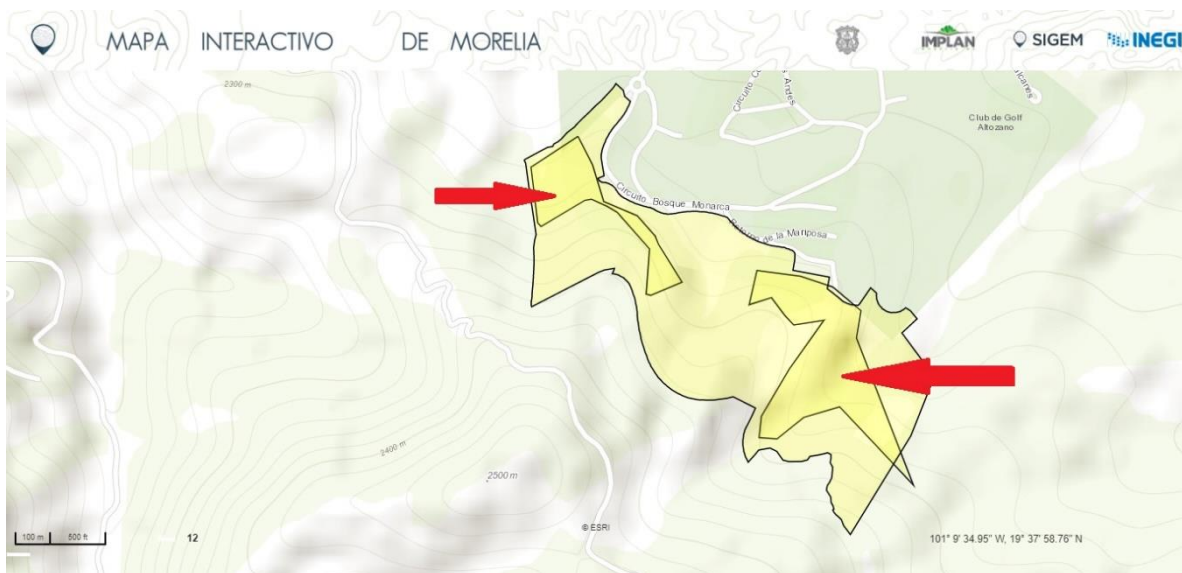 MAPA INTERACTIVO DE MORELIA
IMPLAN
SIGEM
INEGI
2300 m
Andes
Club de Golf
Altozano
Circuito Bosque Monarca
de la Mariposa
2400 m
2500 m
© ESRI
100 m 500 ft
12
101° 9' 34.95" W, 19° 37' 58.76" N